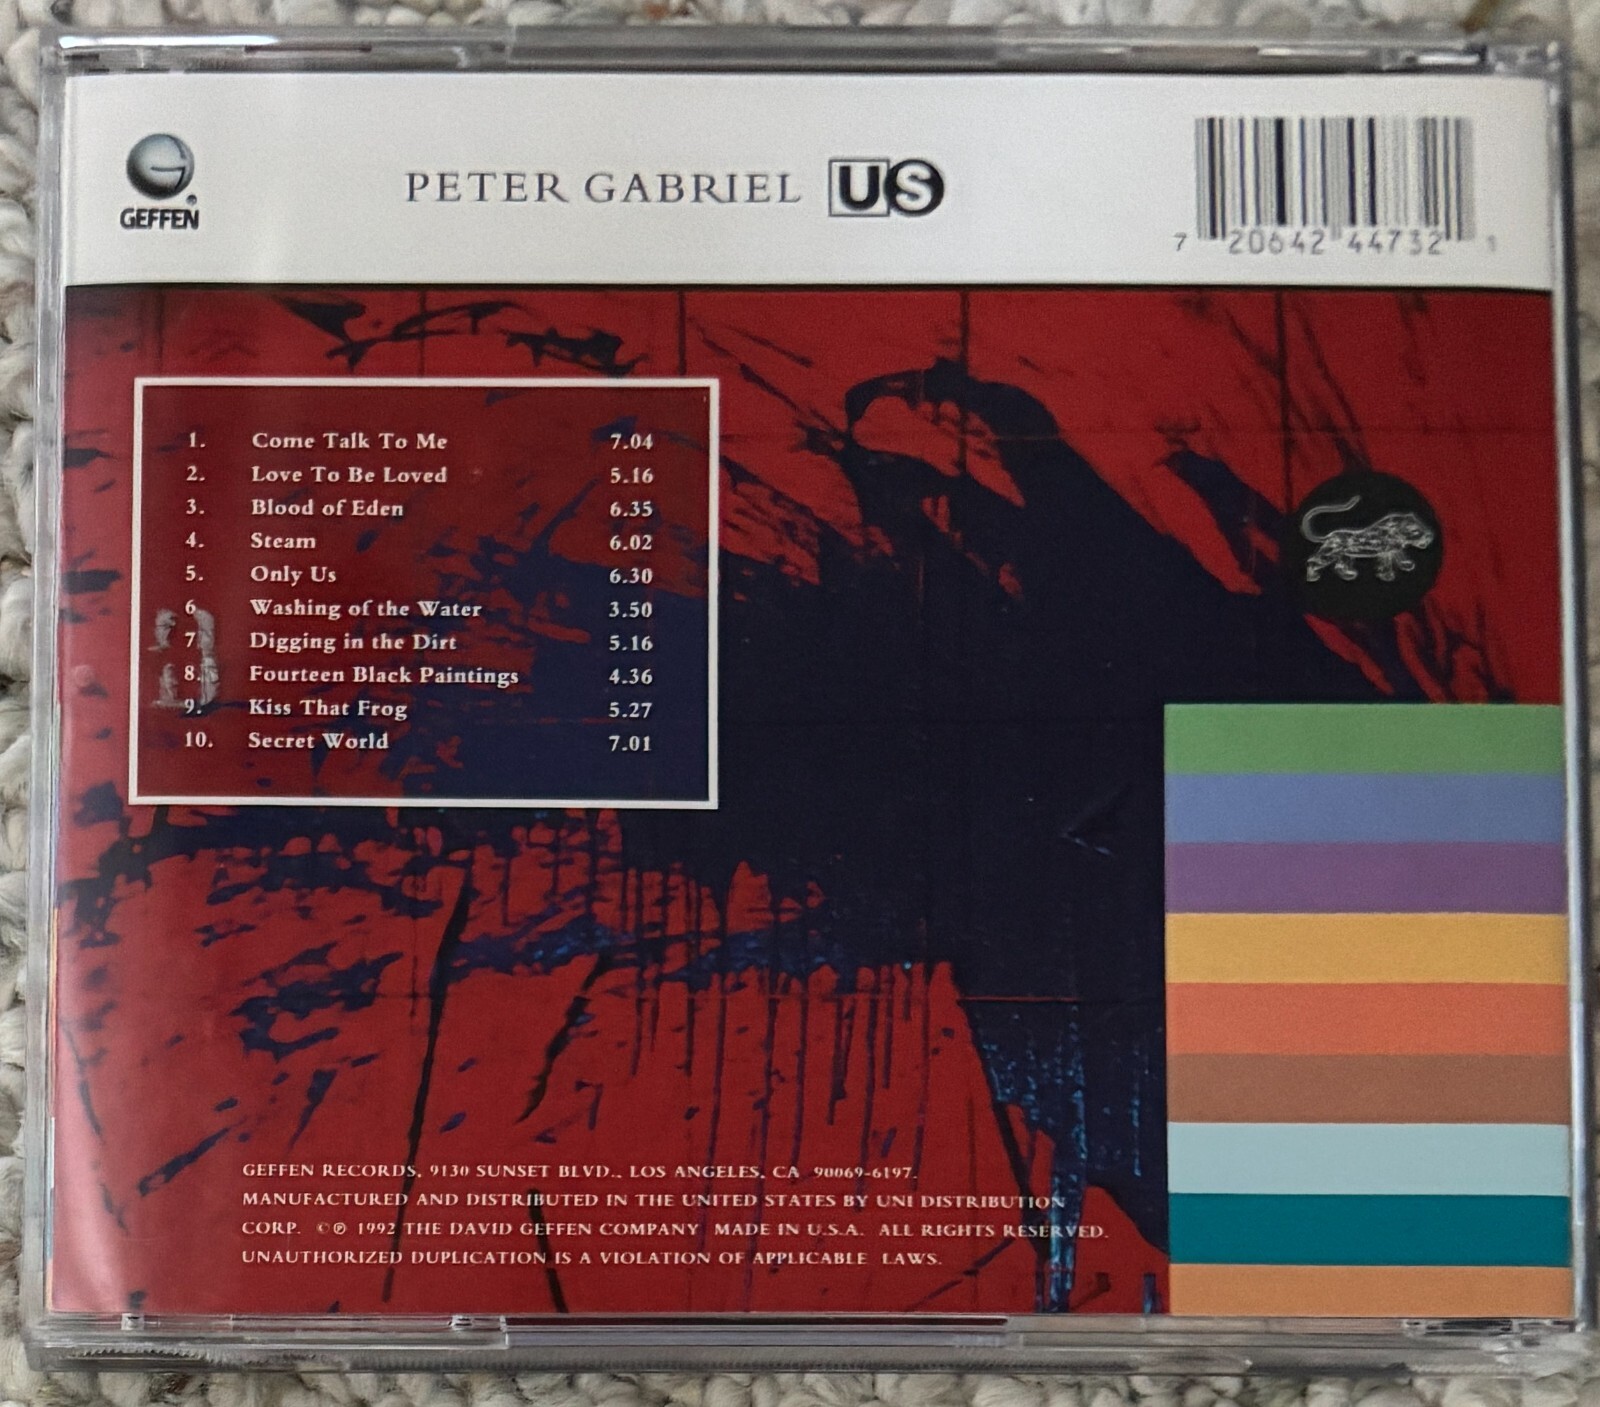 GEFFEN
PETER GABRIEL US
7 20642 44732 1
1. Come Talk To Me 7.04
2. Love To Be Loved 5.16
3. Blood of Eden 6.35
4. Steam 6.02
5. Only Us 6.30
6. Washing of the Water 3.50
7. Digging in the Dirt 5.16
8. Fourteen Black Paintings 4.36
9. Kiss That Frog 5.27
10. Secret World 7.01
GEFFEN RECORDS, 9130 SUNSET BLVD., LOS ANGELES, CA 90069-6197.
MANUFACTURED AND DISTRIBUTED IN THE UNITED STATES BY UNI DISTRIBUTION
CORP. ©℗ 1992 THE DAVID GEFFEN COMPANY MADE IN U.S.A. ALL RIGHTS RESERVED.
UNAUTHORIZED DUPLICATION IS A VIOLATION OF APPLICABLE LAWS.